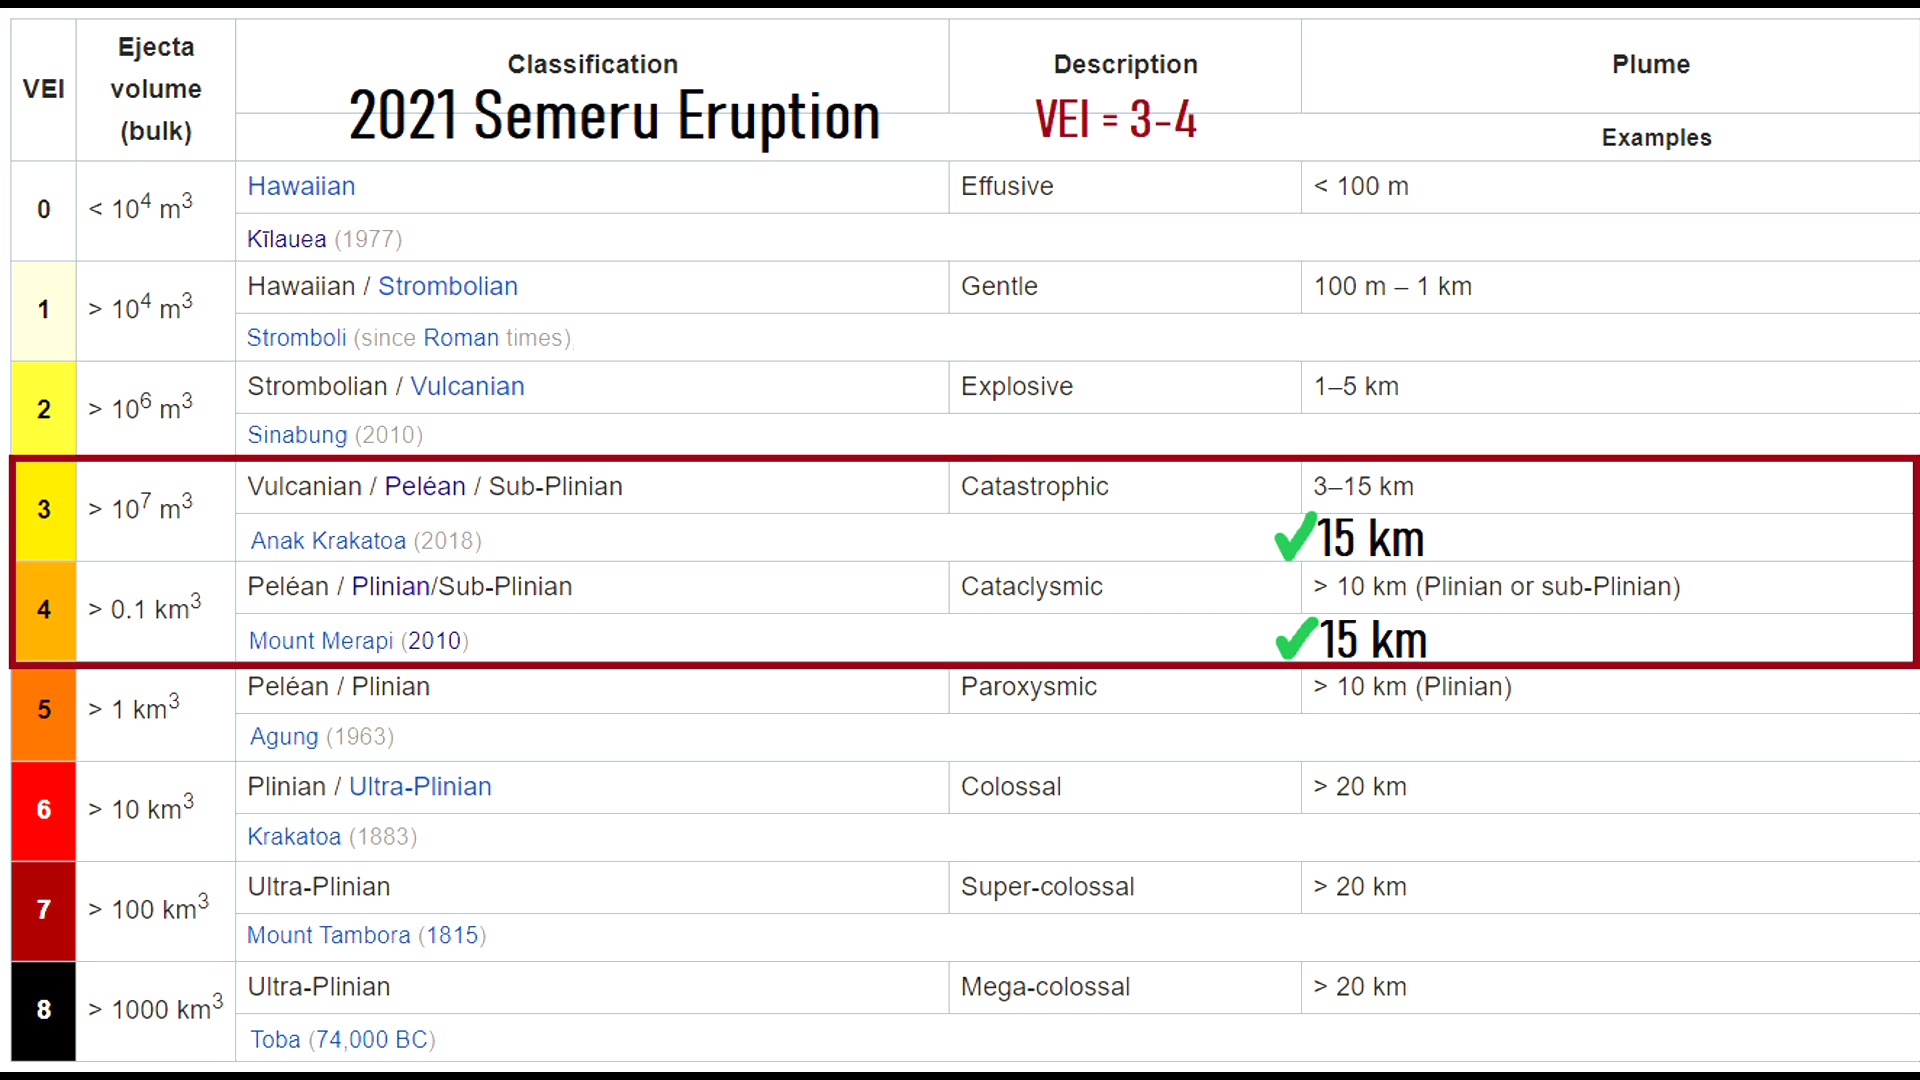 VEI
Ejecta
volume
(bulk)
Classification
Description
Plume
2021 Semeru Eruption
VEI = 3-4
Examples
0
< 10⁴ m³
Hawaiian
Effusive
< 100 m
Kīlauea (1977)
1
> 10⁴ m³
Hawaiian / Strombolian
Gentle
100 m – 1 km
Stromboli (since Roman times)
2
> 10⁶ m³
Strombolian / Vulcanian
Explosive
1–5 km
Sinabung (2010)
3
> 10⁷ m³
Vulcanian / Peléan / Sub-Plinian
Catastrophic
3–15 km
Anak Krakatoa (2018)
15 km
4
> 0.1 km³
Peléan / Plinian/Sub-Plinian
Cataclysmic
> 10 km (Plinian or sub-Plinian)
Mount Merapi (2010)
15 km
5
> 1 km³
Peléan / Plinian
Paroxysmic
> 10 km (Plinian)
Agung (1963)
6
> 10 km³
Plinian / Ultra-Plinian
Colossal
> 20 km
Krakatoa (1883)
7
> 100 km³
Ultra-Plinian
Super-colossal
> 20 km
Mount Tambora (1815)
8
> 1000 km³
Ultra-Plinian
Mega-colossal
> 20 km
Toba (74,000 BC)